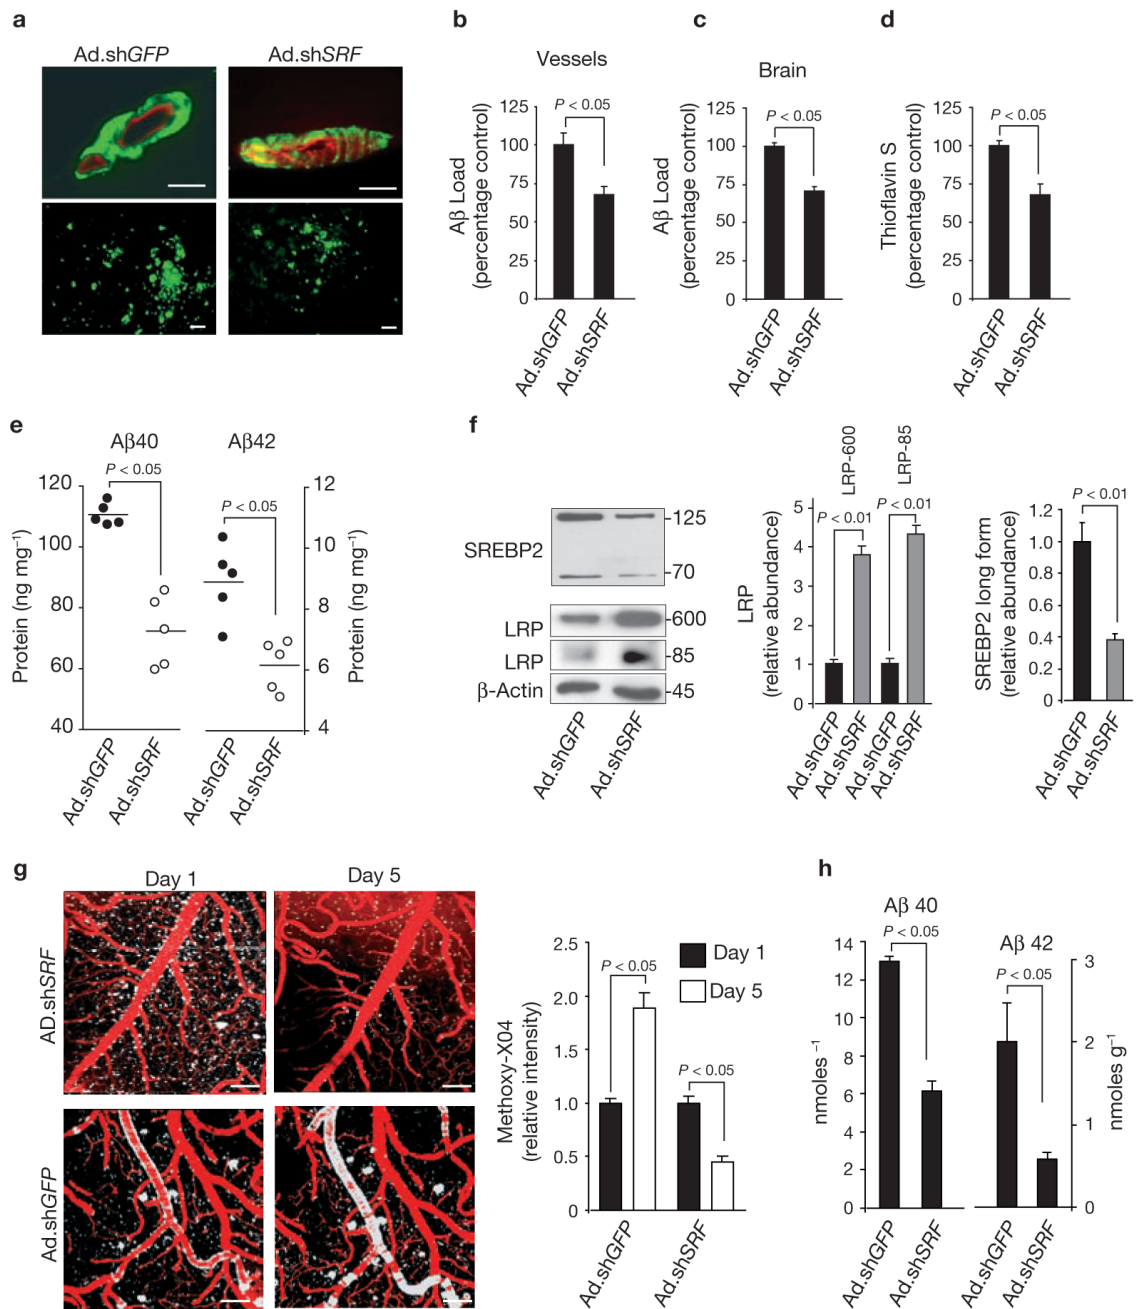 a
Ad.shGFP
Ad.shSRF
b
Vessels
Aβ Load
(percentage control)
125
100
75
50
25
0
P < 0.05
Ad.shGFP
Ad.shSRF
c
Brain
Aβ Load
(percentage control)
125
100
75
50
25
0
P < 0.05
Ad.shGFP
Ad.shSRF
d
Thioflavin S
(percentage control)
125
100
75
50
25
0
P < 0.05
Ad.shGFP
Ad.shSRF
e
Aβ40
Aβ42
Protein (ng mg⁻¹)
120
100
80
60
40
P < 0.05
P < 0.05
12
10
8
6
4
Protein (ng mg⁻¹)
Ad.shGFP
Ad.shSRF
Ad.shGFP
Ad.shSRF
f
SREBP2
125
70
LRP
600
LRP
85
β-Actin
45
Ad.shGFP
Ad.shSRF
LRP-600
LRP-85
LRP
(relative abundance)
5
4
3
2
1
0
P < 0.01
P < 0.01
Ad.shGFP
Ad.shSRF
Ad.shGFP
Ad.shSRF
SREBP2 long form
(relative abundance)
1.2
1.0
0.8
0.6
0.4
0.2
0
P < 0.01
Ad.shGFP
Ad.shSRF
g
Day 1
Day 5
AD.shSRF
Ad.shGFP
Methoxy-X04
(relative intensity)
2.5
2.0
1.5
1.0
0.5
0
P < 0.05
P < 0.05
Day 1
Day 5
Ad.shGFP
Ad.shSRF
h
Aβ 40
Aβ 42
nmoles ⁻¹
14
13
12
10
8
6
4
2
0
P < 0.05
P < 0.05
3
2
1
0
nmoles g⁻¹
Ad.shGFP
Ad.shSRF
Ad.shGFP
Ad.shSRF